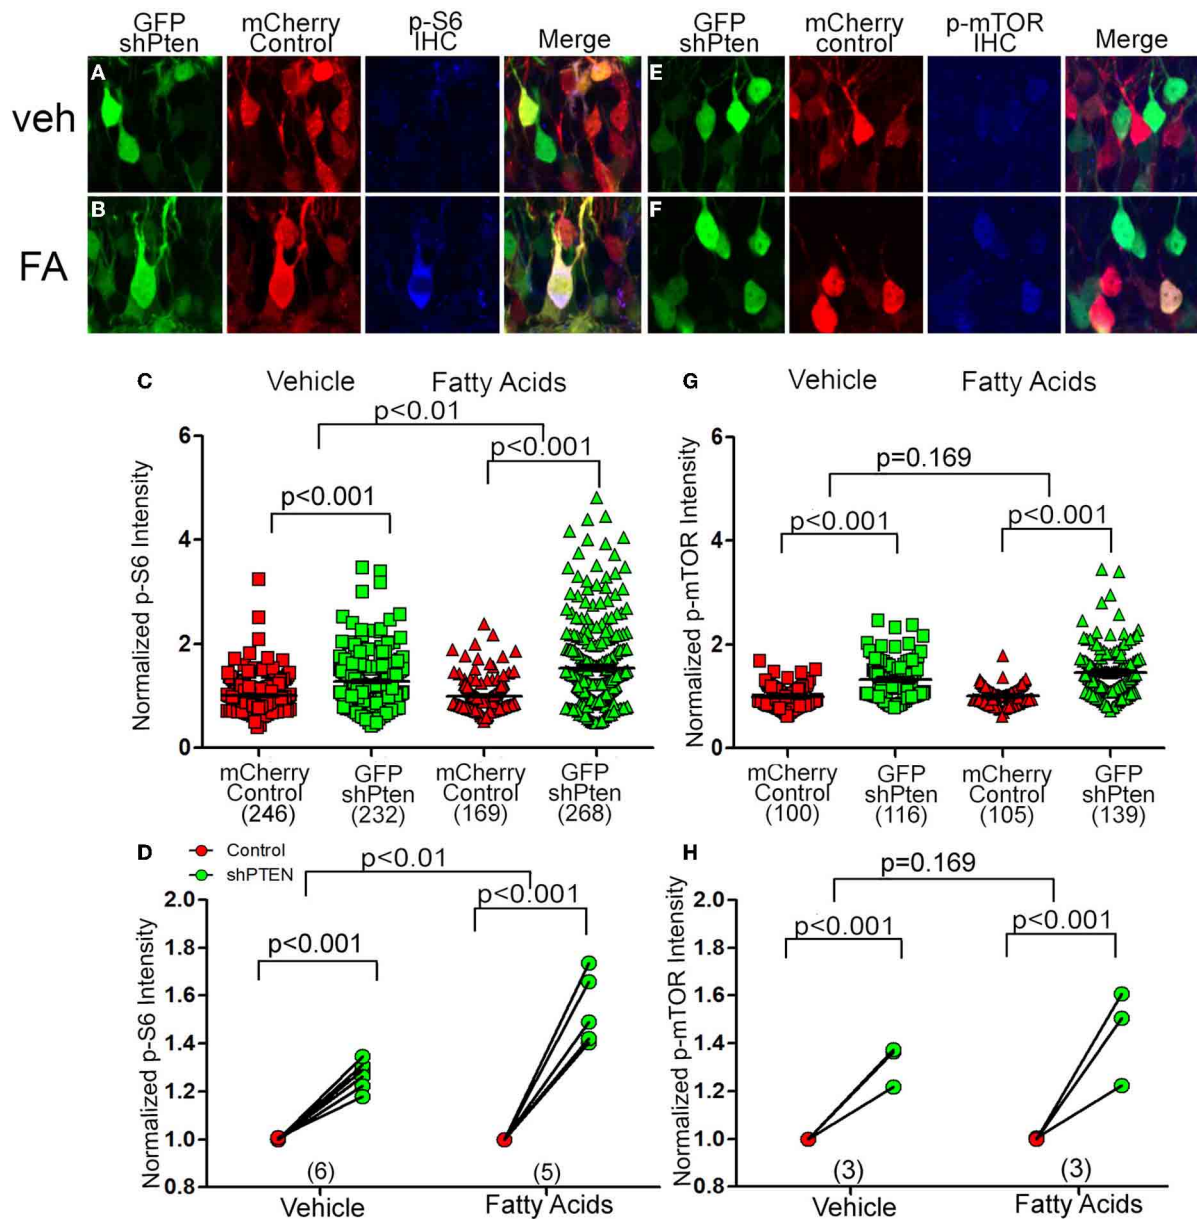 GFP shPten
mCherry Control
p-S6 IHC
Merge
GFP shPten
mCherry control
p-mTOR IHC
Merge
veh
A
E
FA
B
F
C
Vehicle
Fatty Acids
p<0.01
p<0.001
p<0.001
Normalized p-S6 Intensity
6
4
2
0
mCherry Control (246)
GFP shPten (232)
mCherry Control (169)
GFP shPten (268)
G
Vehicle
Fatty Acids
p=0.169
p<0.001
p<0.001
Normalized p-mTOR Intensity
6
4
2
0
mCherry Control (100)
GFP shPten (116)
mCherry Control (105)
GFP shPten (139)
D
Control
shPTEN
p<0.01
p<0.001
p<0.001
Normalized p-S6 Intensity
2.0
1.8
1.6
1.4
1.2
1.0
0.8
(6)
(5)
Vehicle
Fatty Acids
H
p=0.169
p<0.001
p<0.001
Normalized p-mTOR Intensity
2.0
1.8
1.6
1.4
1.2
1.0
0.8
(3)
(3)
Vehicle
Fatty Acids